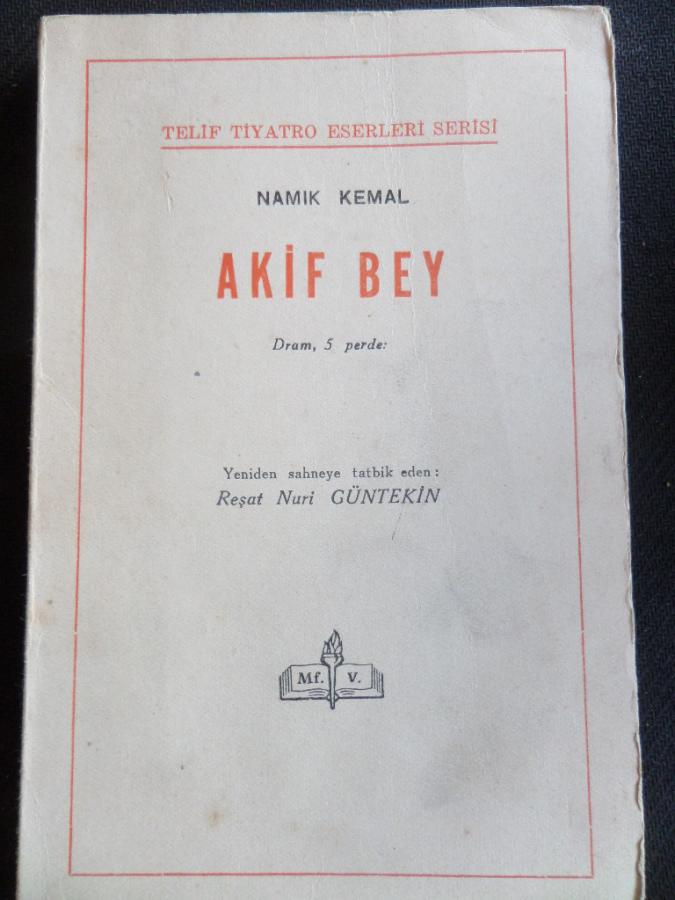 TELİF TİYATRO ESERLERİ SERİSİ
NAMIK KEMAL
AKİF BEY
Dram, 5 perde:
Yeniden sahneye tatbik eden:
Reşat Nuri GÜNTEKİN
Mf. V.